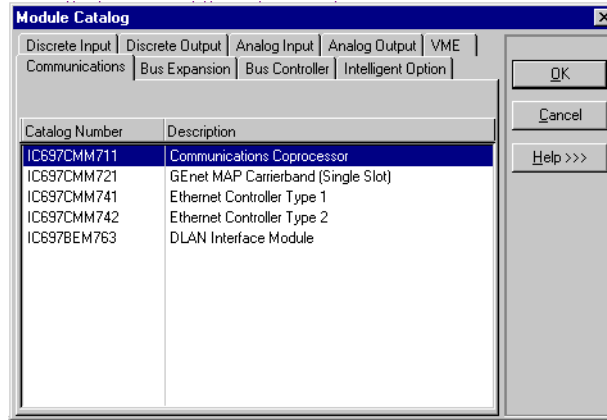 Module Catalog
Discrete Input Discrete Output Analog Input Analog Output VME
Communications Bus Expansion Bus Controller Intelligent Option
OK
Cancel
Help >>>
Catalog Number Description
IC697CMM711 Communications Coprocessor
IC697CMM721 GEnet MAP Carrierband (Single Slot)
IC697CMM741 Ethernet Controller Type 1
IC697CMM742 Ethernet Controller Type 2
IC697BEM763 DLAN Interface Module